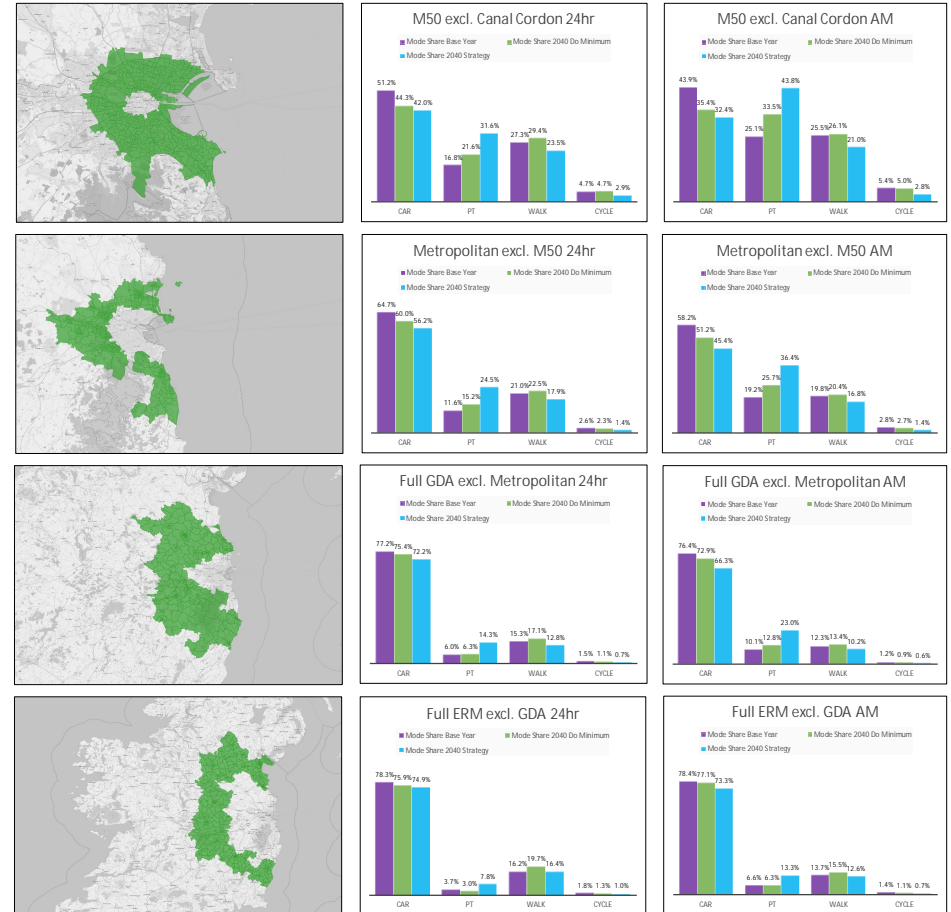 M50 excl. Canal Cordon 24hr
Mode Share Base Year Mode Share 2040 Do Minimum
Mode Share 2040 Strategy
51.2% 44.3% 42.0% 16.8% 21.6% 31.6% 27.3% 29.4% 23.5% 4.7% 4.7% 2.9%
CAR PT WALK CYCLE
M50 excl. Canal Cordon AM
Mode Share Base Year Mode Share 2040 Do Minimum
Mode Share 2040 Strategy
43.9% 35.4% 32.4% 25.1% 33.5% 43.8% 25.5% 26.1% 21.0% 5.4% 5.0% 2.8%
CAR PT WALK CYCLE
Metropolitan excl. M50 24hr
Mode Share Base Year Mode Share 2040 Do Minimum
Mode Share 2040 Strategy
64.7% 60.0% 56.2% 11.6% 15.2% 24.5% 21.0% 22.5% 17.9% 2.6% 2.3% 1.4%
CAR PT WALK CYCLE
Metropolitan excl. M50 AM
Mode Share Base Year Mode Share 2040 Do Minimum
Mode Share 2040 Strategy
58.2% 51.2% 45.4% 19.2% 25.7% 36.4% 19.8% 20.4% 16.8% 2.8% 2.7% 1.4%
CAR PT WALK CYCLE
Full GDA excl. Metropolitan 24hr
Mode Share Base Year Mode Share 2040 Do Minimum
Mode Share 2040 Strategy
77.2% 75.4% 72.2% 6.0% 6.3% 14.3% 15.3% 17.1% 12.8% 1.5% 1.1% 0.7%
CAR PT WALK CYCLE
Full GDA excl. Metropolitan AM
Mode Share Base Year Mode Share 2040 Do Minimum
Mode Share 2040 Strategy
76.4% 72.9% 66.3% 10.1% 12.8% 23.0% 12.3% 13.4% 10.2% 1.2% 0.9% 0.6%
CAR PT WALK CYCLE
Full ERM excl. GDA 24hr
Mode Share Base Year Mode Share 2040 Do Minimum
Mode Share 2040 Strategy
78.3% 75.9% 74.9% 3.7% 3.0% 7.8% 16.2% 19.7% 16.4% 1.8% 1.3% 1.0%
CAR PT WALK CYCLE
Full ERM excl. GDA AM
Mode Share Base Year Mode Share 2040 Do Minimum
Mode Share 2040 Strategy
78.4% 77.1% 73.3% 6.6% 6.3% 13.3% 13.7% 15.5% 12.6% 1.4% 1.1% 0.7%
CAR PT WALK CYCLE